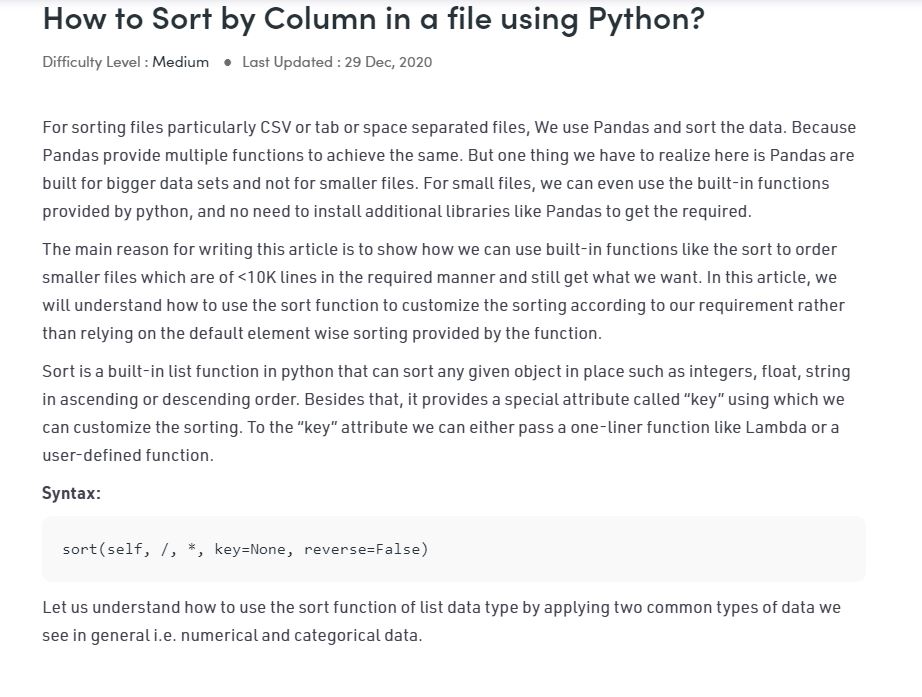 How to Sort by Column in a file using Python?
Difficulty Level : Medium ● Last Updated : 29 Dec, 2020
For sorting files particularly CSV or tab or space separated files, We use Pandas and sort the data. Because
Pandas provide multiple functions to achieve the same. But one thing we have to realize here is Pandas are
built for bigger data sets and not for smaller files. For small files, we can even use the built-in functions
provided by python, and no need to install additional libraries like Pandas to get the required.
The main reason for writing this article is to show how we can use built-in functions like the sort to order
smaller files which are of <10K lines in the required manner and still get what we want. In this article, we
will understand how to use the sort function to customize the sorting according to our requirement rather
than relying on the default element wise sorting provided by the function.
Sort is a built-in list function in python that can sort any given object in place such as integers, float, string
in ascending or descending order. Besides that, it provides a special attribute called “key” using which we
can customize the sorting. To the “key” attribute we can either pass a one-liner function like Lambda or a
user-defined function.
Syntax:
sort(self, /, *, key=None, reverse=False)
Let us understand how to use the sort function of list data type by applying two common types of data we
see in general i.e. numerical and categorical data.